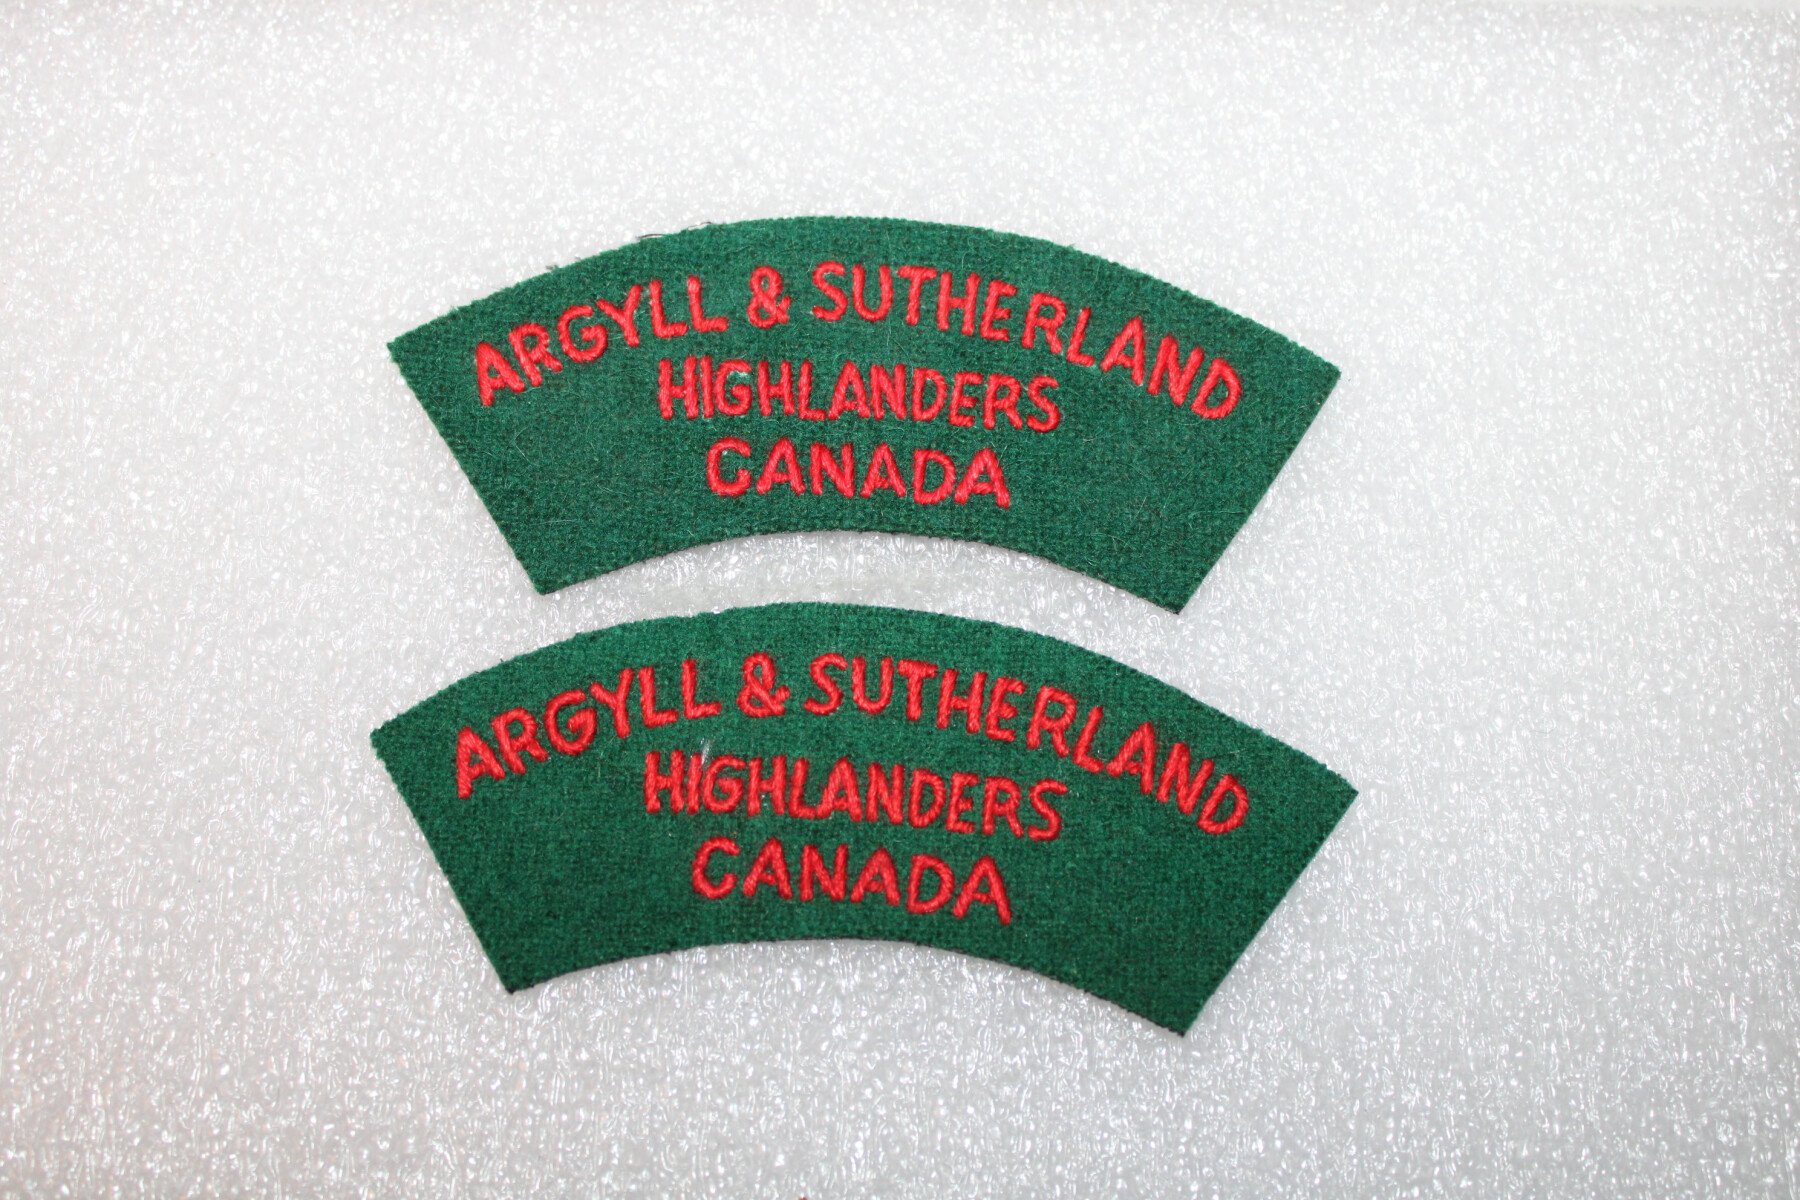 ARGYLL & SUTHERLAND
HIGHLANDERS
CANADA
ARGYLL & SUTHERLAND
HIGHLANDERS
CANADA